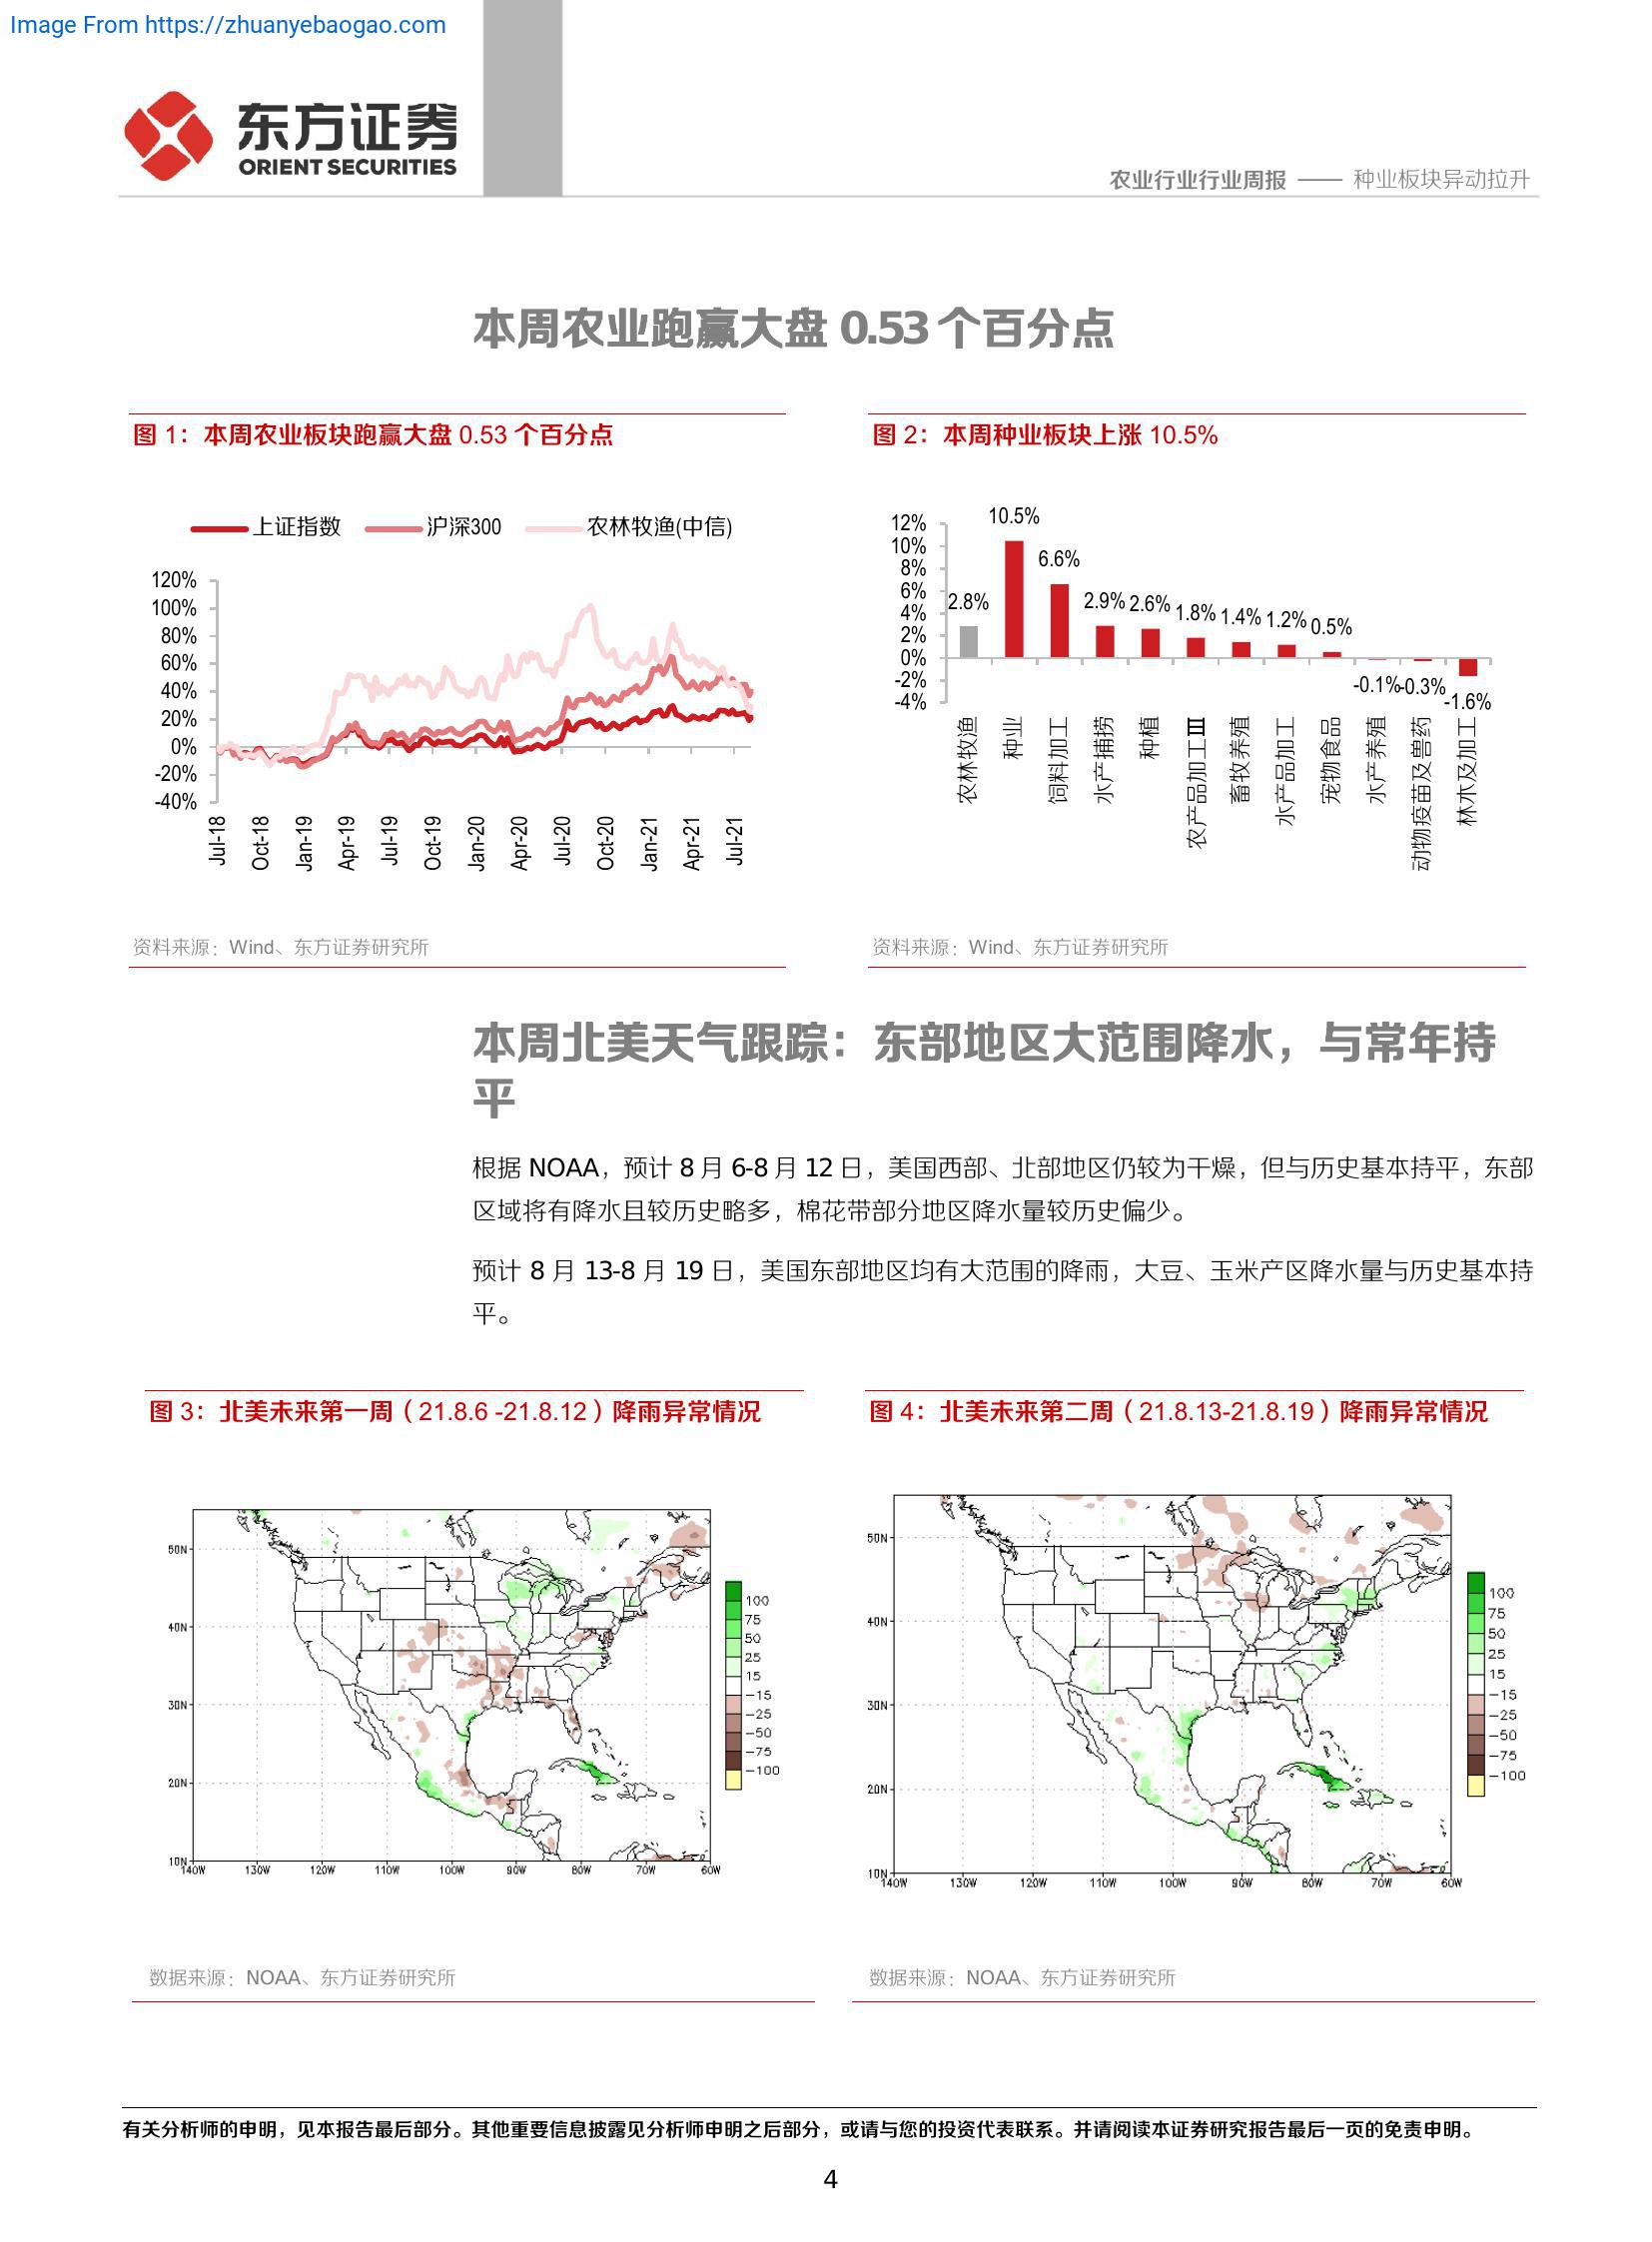 Image From https://zhuanyebaogao.com
东方证券
ORIENT SECURITIES
农业行业行业周报 —— 种业板块异动拉升
本周农业跑赢大盘 0.53 个百分点
图 1：本周农业板块跑赢大盘 0.53 个百分点
上证指数 沪深300 农林牧渔(中信)
120%
100%
80%
60%
40%
20%
0%
-20%
-40%
Jul-18 Oct-18 Jan-19 Apr-19 Jul-19 Oct-19 Jan-20 Apr-20 Jul-20 Oct-20 Jan-21 Apr-21 Jul-21
资料来源：Wind、东方证券研究所
图 2：本周种业板块上涨 10.5%
12%
10%
8%
6%
4%
2%
0%
-2%
-4%
2.8% 10.5% 6.6% 2.9% 2.6% 1.8% 1.4% 1.2% 0.5% -0.1% -0.3% -1.6%
农林牧渔 种业 饲料加工 水产捕捞 种植 农产品加工Ⅲ 畜牧养殖 水产品加工 宠物食品 水产养殖 动物疫苗及兽药 林木及加工
资料来源：Wind、东方证券研究所
本周北美天气跟踪：东部地区大范围降水，与常年持
平
根据 NOAA，预计 8 月 6-8 月 12 日，美国西部、北部地区仍较为干燥，但与历史基本持平，东部
区域将有降水且较历史略多，棉花带部分地区降水量较历史偏少。
预计 8 月 13-8 月 19 日，美国东部地区均有大范围的降雨，大豆、玉米产区降水量与历史基本持
平。
图 3：北美未来第一周（21.8.6 -21.8.12）降雨异常情况
50N
40N
30N
20N
10N
140W 130W 120W 110W 100W 90W 80W 70W 60W
100
75
50
25
15
-15
-25
-50
-75
-100
数据来源：NOAA、东方证券研究所
图 4：北美未来第二周（21.8.13-21.8.19）降雨异常情况
50N
40N
30N
20N
10N
140W 130W 120W 110W 100W 90W 80W 70W 60W
100
75
50
25
15
-15
-25
-50
-75
-100
数据来源：NOAA、东方证券研究所
有关分析师的申明，见本报告最后部分。其他重要信息披露见分析师申明之后部分，或请与您的投资代表联系。并请阅读本证券研究报告最后一页的免责申明。
4